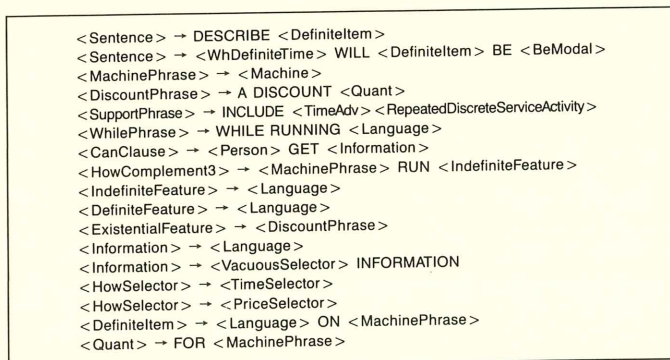 <Sentence> → DESCRIBE <DefiniteItem>
<Sentence> → <WhDefiniteTime> WILL <DefiniteItem> BE <BeModal>
<MachinePhrase> → <Machine>
<DiscountPhrase> → A DISCOUNT <Quant>
<SupportPhrase> → INCLUDE <TimeAdv><RepeatedDiscreteServiceActivity>
<WhilePhrase> → WHILE RUNNING <Language>
<CanClause> → <Person> GET <Information>
<HowComplement3> → <MachinePhrase> RUN <IndefiniteFeature>
<IndefiniteFeature> → <Language>
<DefiniteFeature> → <Language>
<ExistentialFeature> → <DiscountPhrase>
<Information> → <Language>
<Information> → <VacuousSelector> INFORMATION
<HowSelector> → <TimeSelector>
<HowSelector> → <PriceSelector>
<DefiniteItem> → <Language> ON <MachinePhrase>
<Quant> → FOR <MachinePhrase>